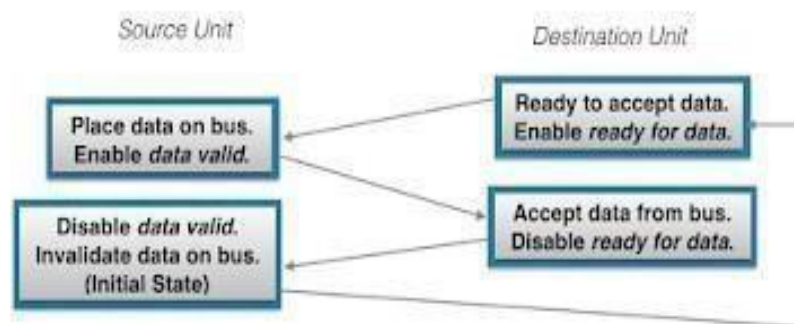 Source Unit
Destination Unit
Ready to accept data.
Enable ready for data.
Place data on bus.
Enable data valid.
Accept data from bus.
Disable ready for data.
Disable data valid.
Invalidate data on bus.
(Initial State)